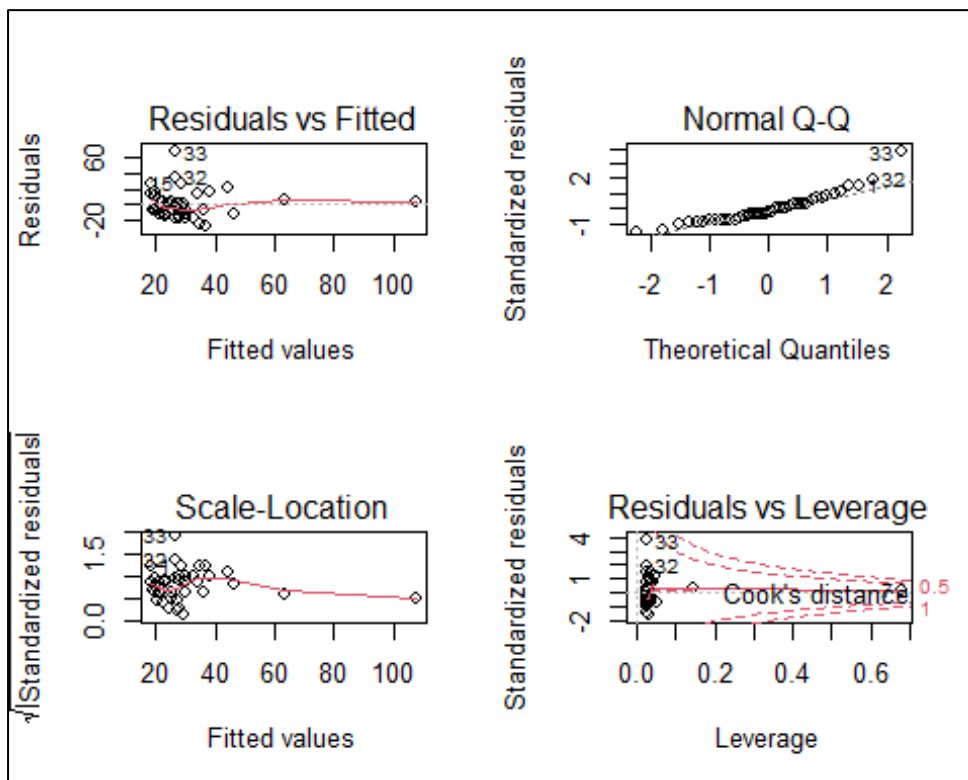 Residuals vs Fitted
Residuals
60
-20
33
32
15
20 40 60 80 100
Fitted values
Normal Q-Q
Standardized residuals
2
-1
33
32
-2 -1 0 1 2
Theoretical Quantiles
Scale-Location
√|Standardized residuals|
1.5
0.0
33
32
20 40 60 80 100
Fitted values
Residuals vs Leverage
Standardized residuals
4
1
-2
33
32
Cook's distance
0.5
1
0.0 0.2 0.4 0.6
Leverage